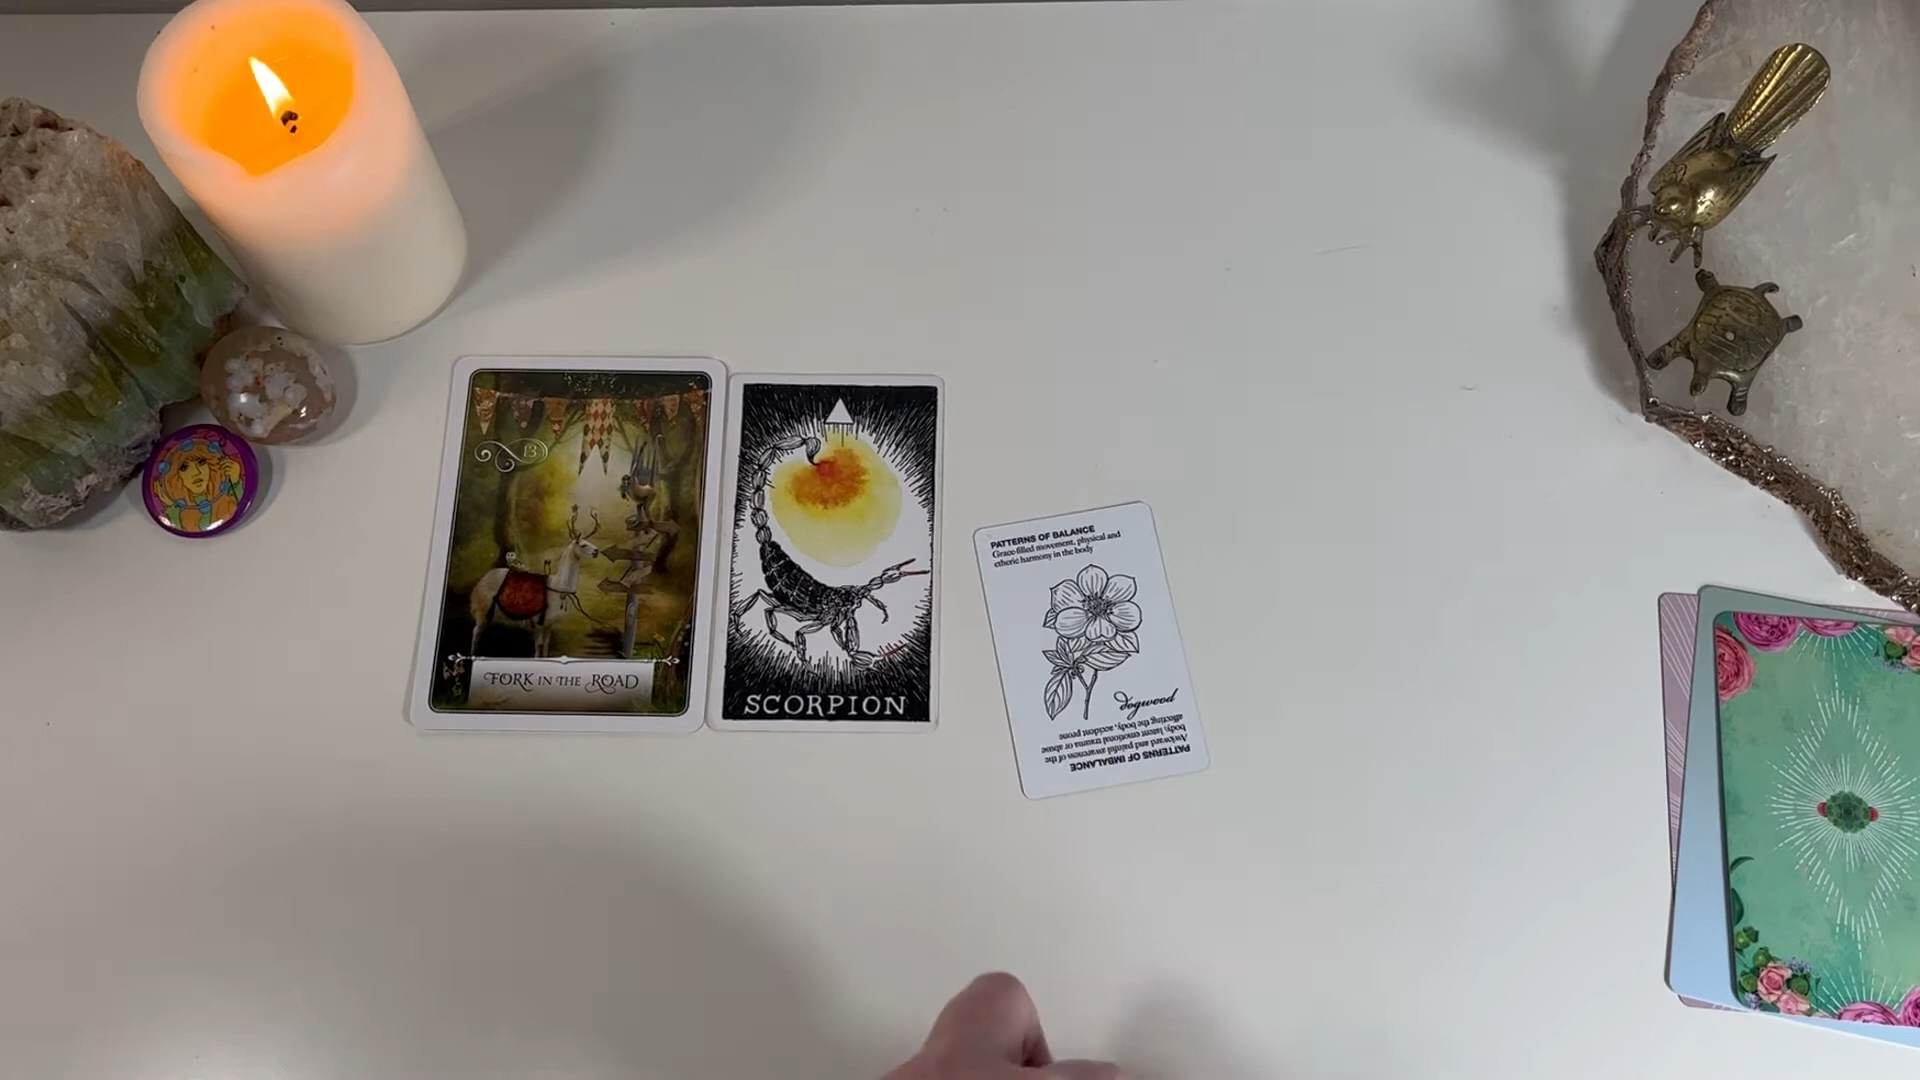 13
FORK IN THE ROAD
SCORPION
PATTERNS OF BALANCE
Grace-filled movement, physical and
etheric harmony in the body
dogwood
PATTERNS OF IMBALANCE
Awkward and painful awareness of the
body, latent emotional trauma or abuse
affecting the body, accident prone